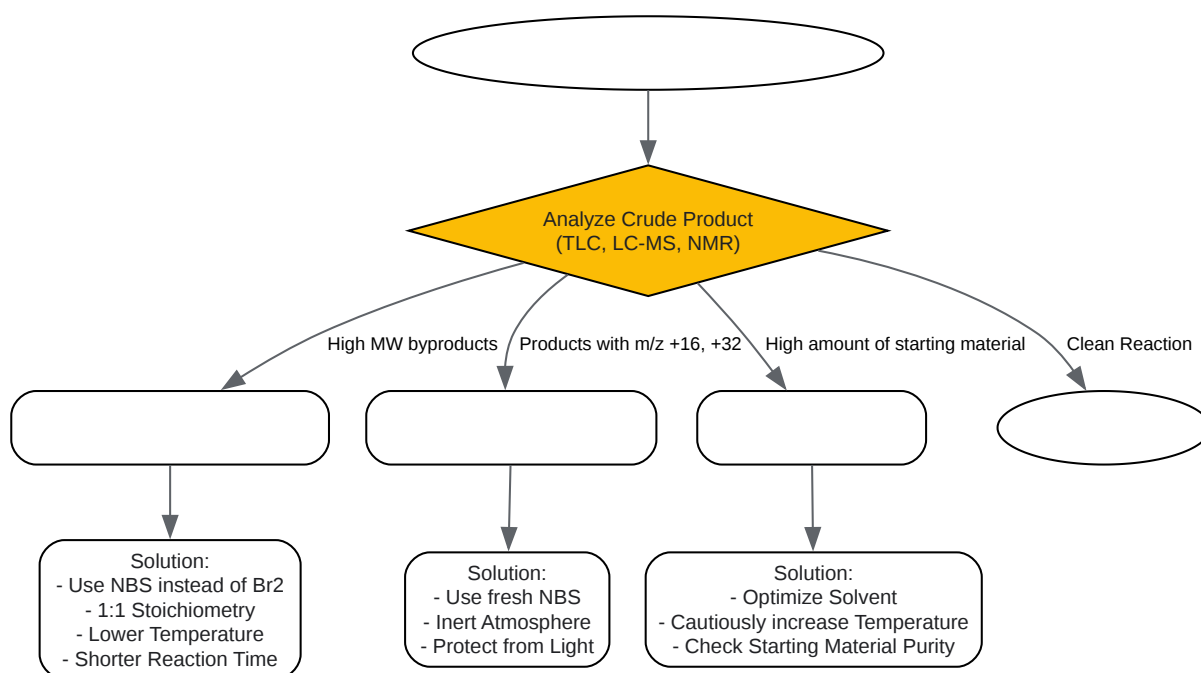 Analyze Crude Product
(TLC, LC-MS, NMR)
High MW byproducts
Products with m/z +16, +32
High amount of starting material
Clean Reaction
Solution:
- Use NBS instead of Br2
- 1:1 Stoichiometry
- Lower Temperature
- Shorter Reaction Time
Solution:
- Use fresh NBS
- Inert Atmosphere
- Protect from Light
Solution:
- Optimize Solvent
- Cautiously increase Temperature
- Check Starting Material Purity